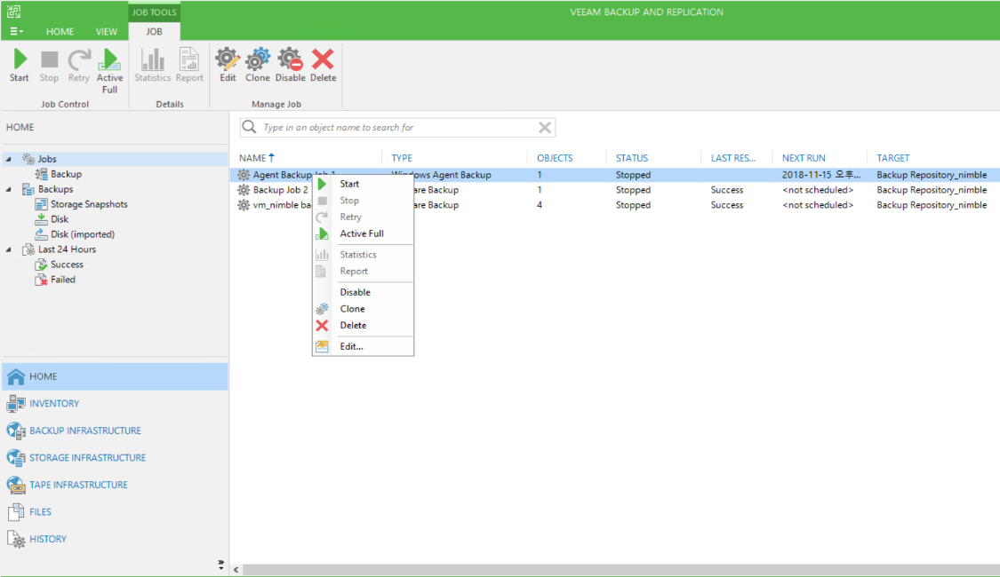 JOB TOOLS
VEEAM BACKUP AND REPLICATION
HOME VIEW JOB
Start Stop Retry Active Full
Statistics Report
Edit Clone Disable Delete
Job Control Details Manage Job
HOME
Type in an object name to search for
Jobs
Backup
Backups
Storage Snapshots
Disk
Disk (imported)
Last 24 Hours
Success
Failed
NAME TYPE OBJECTS STATUS LAST RES... NEXT RUN TARGET
Agent Backup Job 1 Windows Agent Backup 1 Stopped 2018-11-15 오후... Backup Repository_nimble
Backup Job 2 are Backup 1 Stopped Success <not scheduled> Backup Repository_nimble
vm_nimble ba are Backup 4 Stopped Success <not scheduled> Backup Repository_nimble
Start
Stop
Retry
Active Full
Statistics
Report
Disable
Clone
Delete
Edit...
HOME
INVENTORY
BACKUP INFRASTRUCTURE
STORAGE INFRASTRUCTURE
TAPE INFRASTRUCTURE
FILES
HISTORY